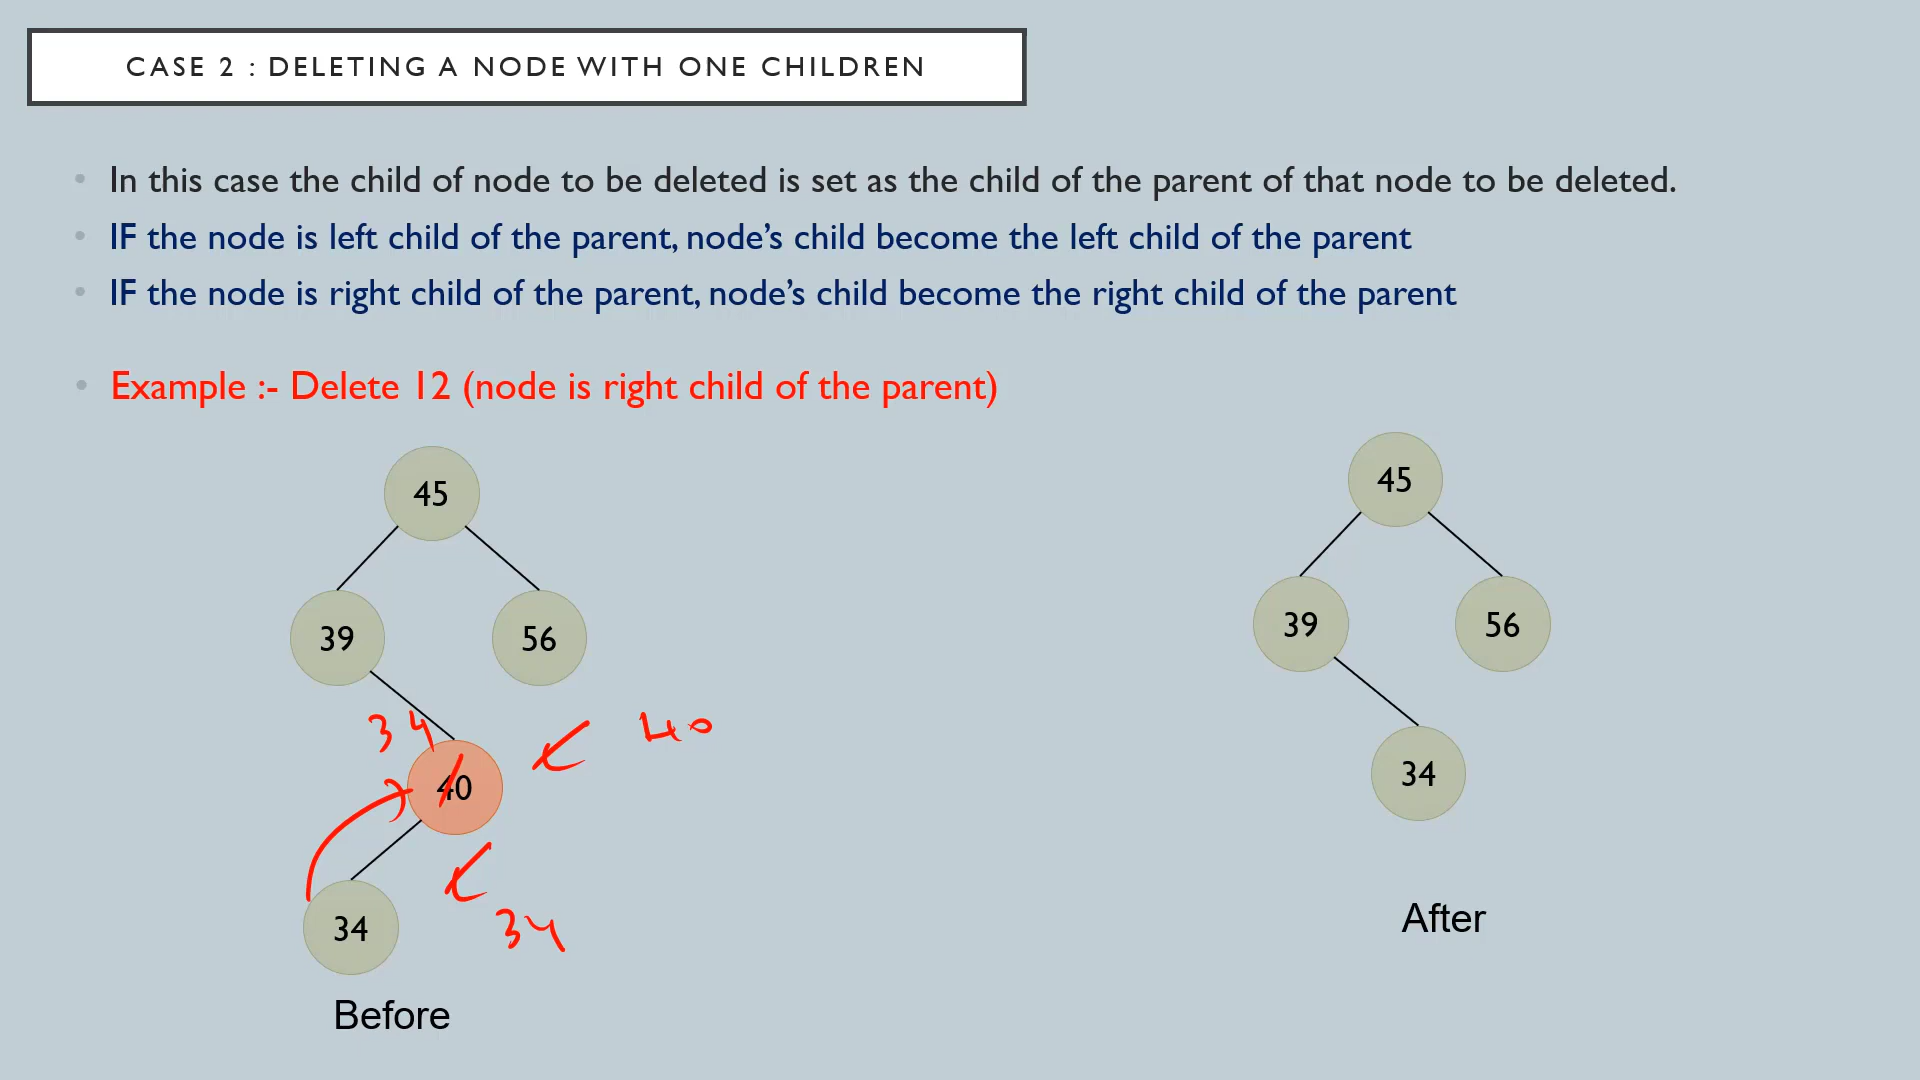 CASE 2 : DELETING A NODE WITH ONE CHILDREN
• In this case the child of node to be deleted is set as the child of the parent of that node to be deleted.
• IF the node is left child of the parent, node's child become the left child of the parent
• IF the node is right child of the parent, node's child become the right child of the parent
• Example :- Delete 12 (node is right child of the parent)
45
39 56
34
40
40
34
34
Before
45
39 56
34
After